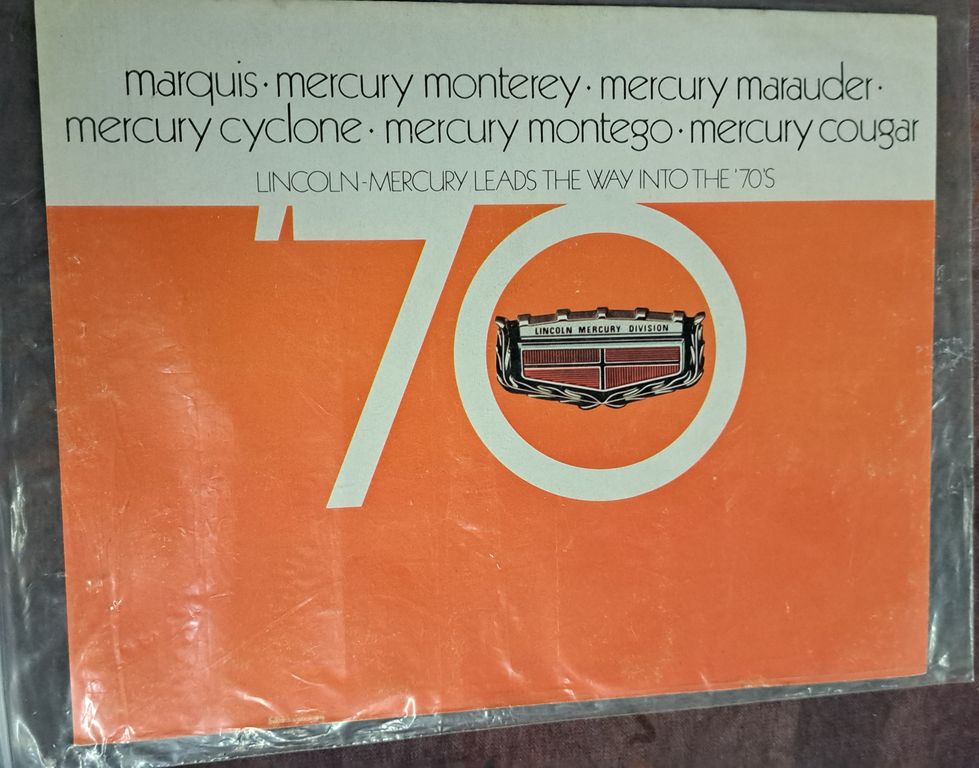 marquis · mercury monterey · mercury marauder ·
mercury cyclone · mercury montego · mercury cougar
LINCOLN-MERCURY LEADS THE WAY INTO THE '70'S
'70
LINCOLN MERCURY DIVISION